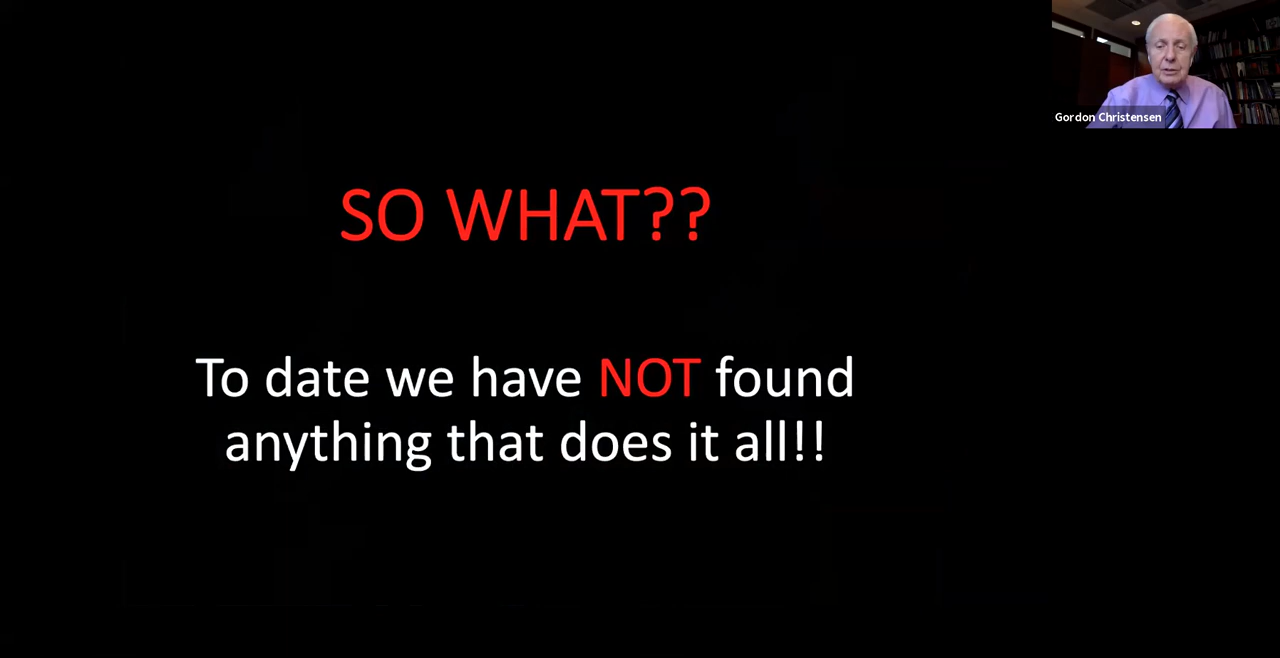 Gordon Christensen
SO WHAT??
To date we have NOT found
anything that does it all!!